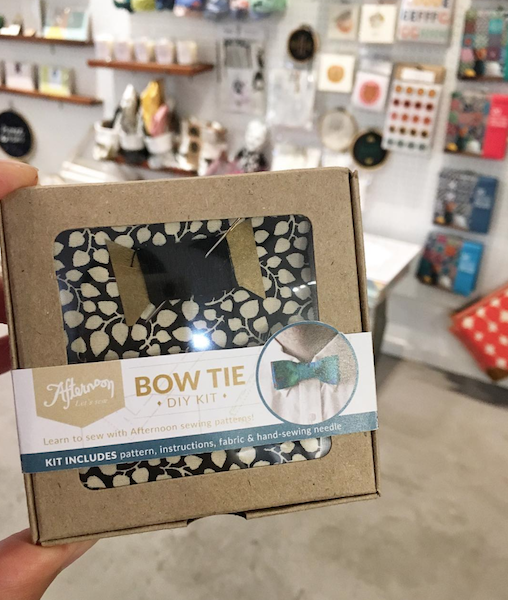 Afternoon
BOW TIE
DIY KIT
Learn to sew with Afternoon sewing patterns!
KIT INCLUDES pattern, instructions, fabric & hand-sewing needle